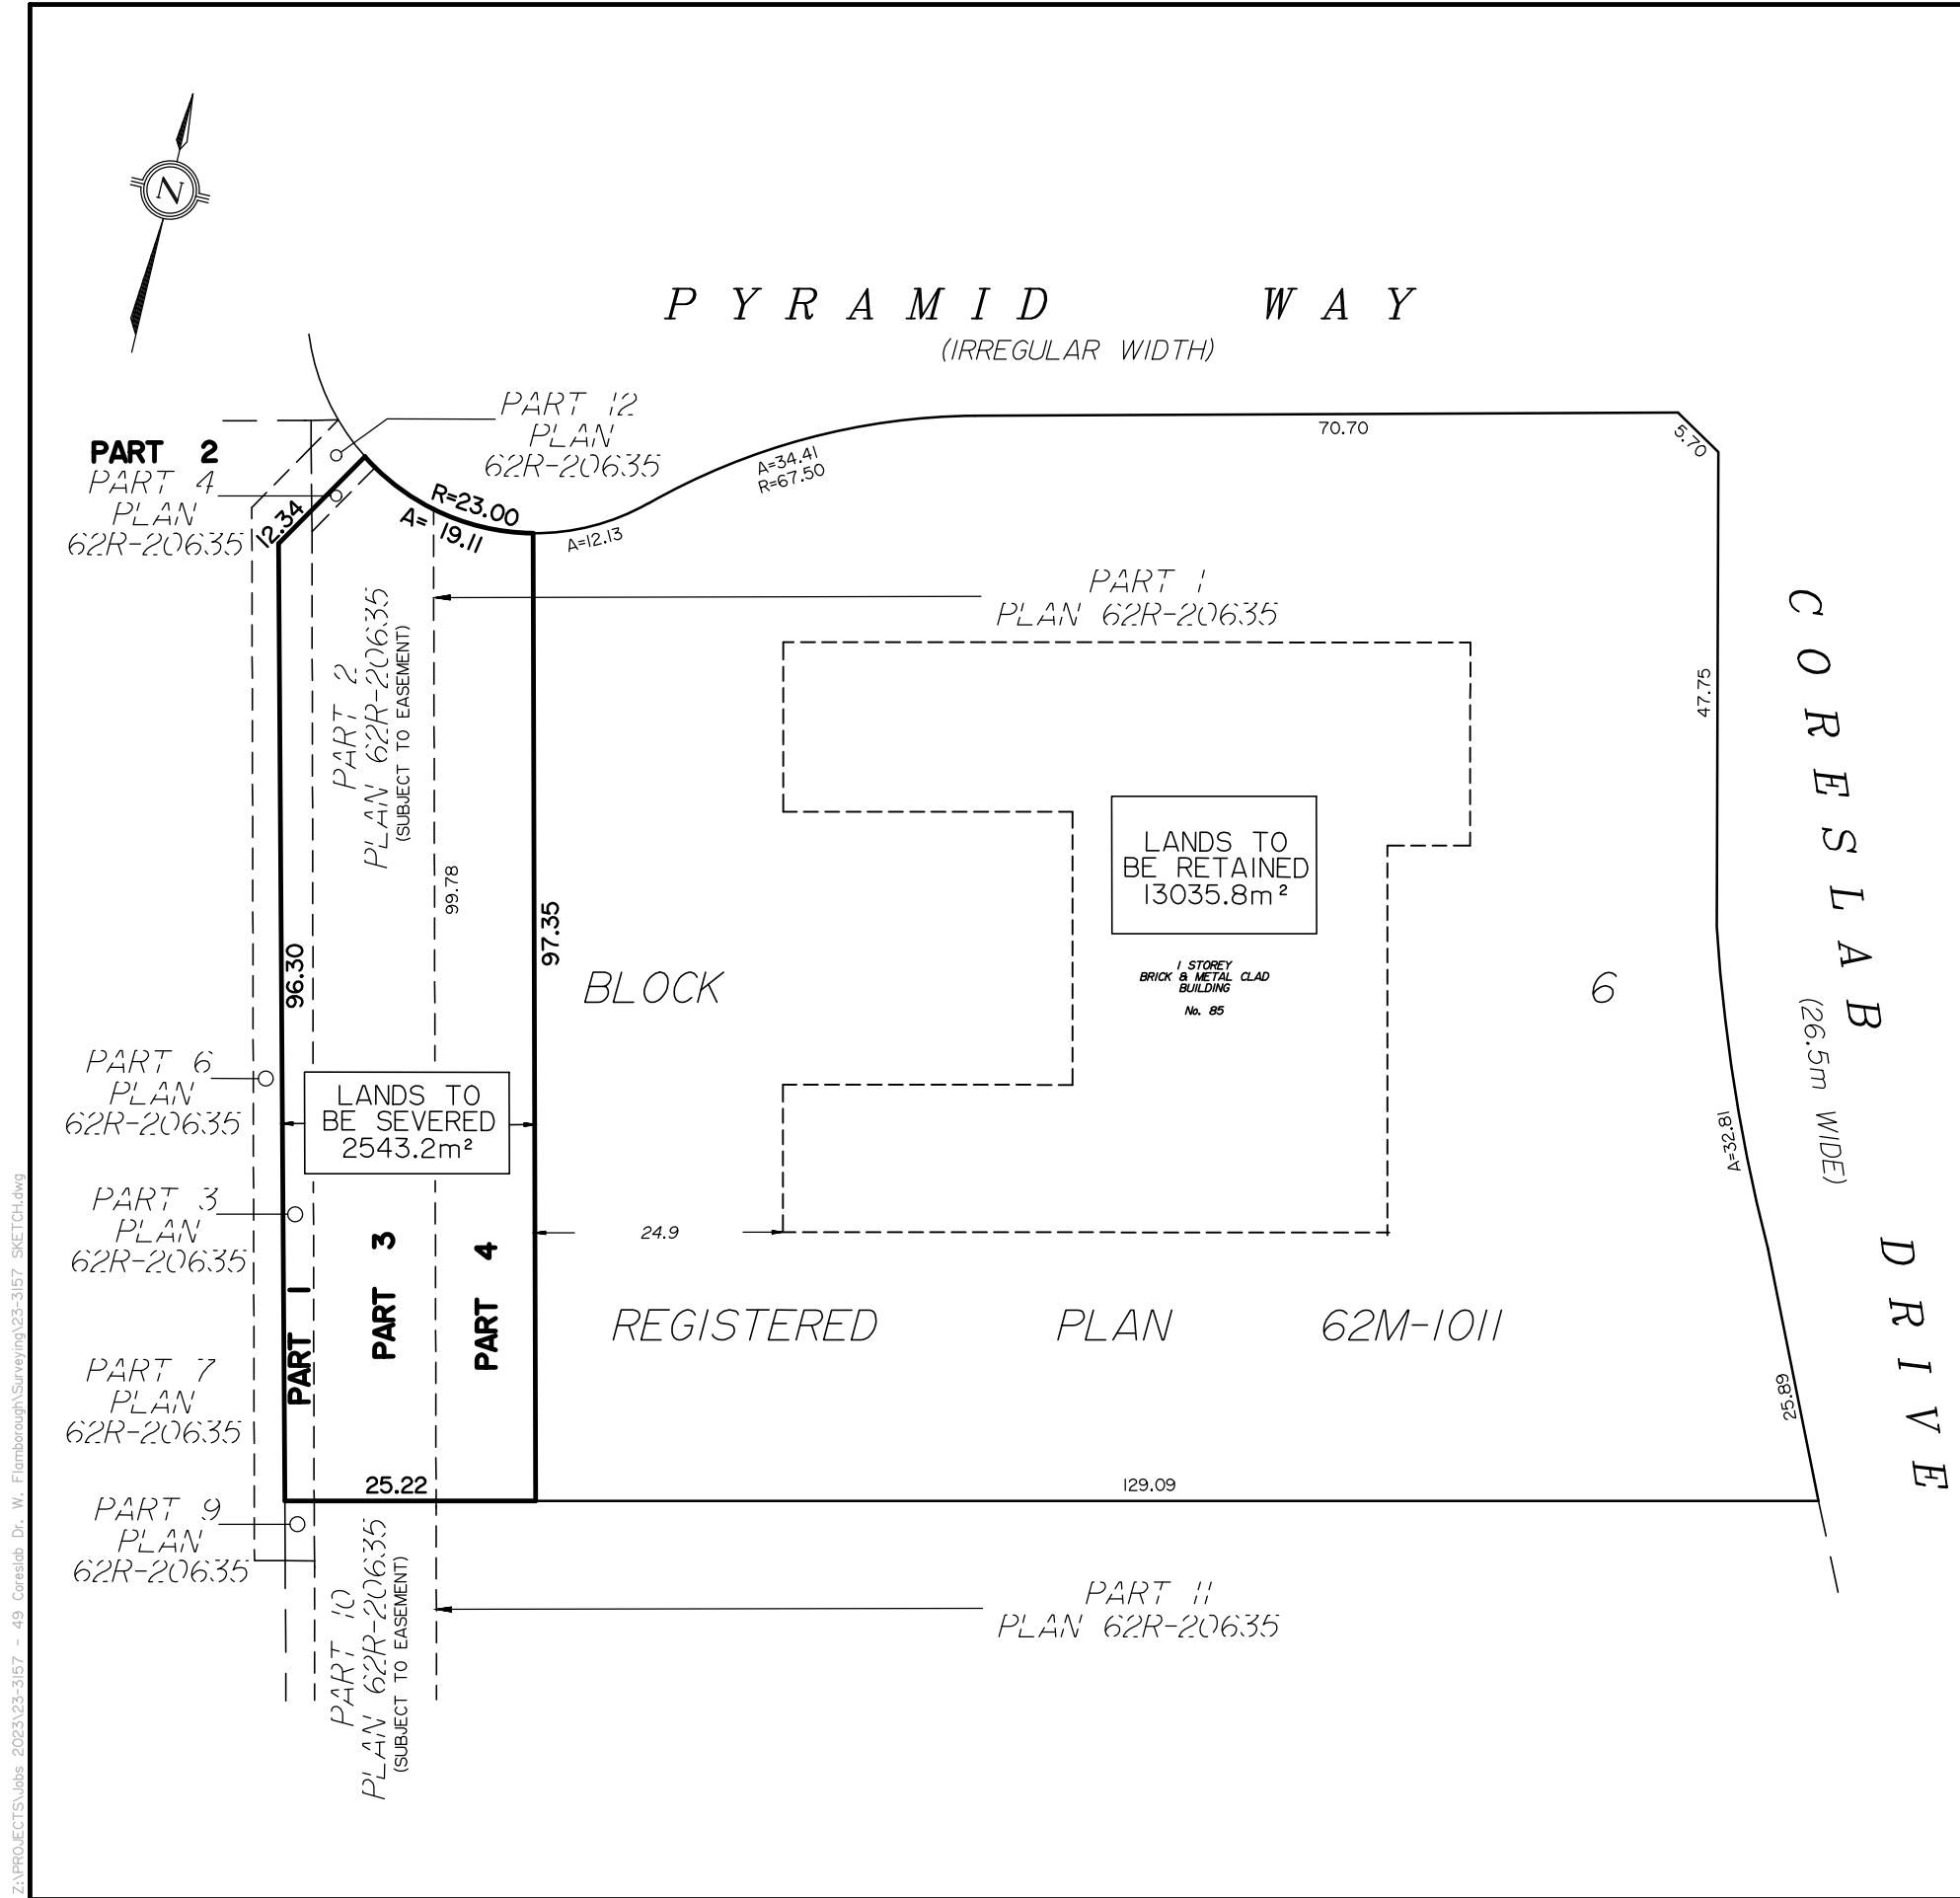 N
PYRAMID WAY
(IRREGULAR WIDTH)
PART 12
PLAN
62R-20635
PART 2
PART 4
PLAN
62R-20635
12.34
R=23.00
A= 19.11
A=12.13
A=34.41
R=67.50
70.70
5.70
PART 1
PLAN 62R-20635
PART 2
PLAN 62R-20635
(SUBJECT TO EASEMENT)
99.78
97.35
96.30
47.75
CORESLAB DRIVE
(26.5m WIDE)
LANDS TO
BE RETAINED
13035.8m²
1 STOREY
BRICK & METAL CLAD
BUILDING
No. 85
BLOCK 6
PART 6
PLAN
62R-20635
LANDS TO
BE SEVERED
2543.2m²
A=32.81
PART 3
PLAN
62R-20635
24.9
PART 1
PART 3
PART 4
REGISTERED PLAN 62M-1011
PART 7
PLAN
62R-20635
25.89
25.22
129.09
PART 9
PLAN
62R-20635
PART 10
PLAN 62R-20635
(SUBJECT TO EASEMENT)
PART 11
PLAN 62R-20635
Z:\PROJECTS\Jobs 2023\23-3157 - 49 Coreslab Dr. W. Flamborough\Surveying\23-3157 SKETCH.dwg